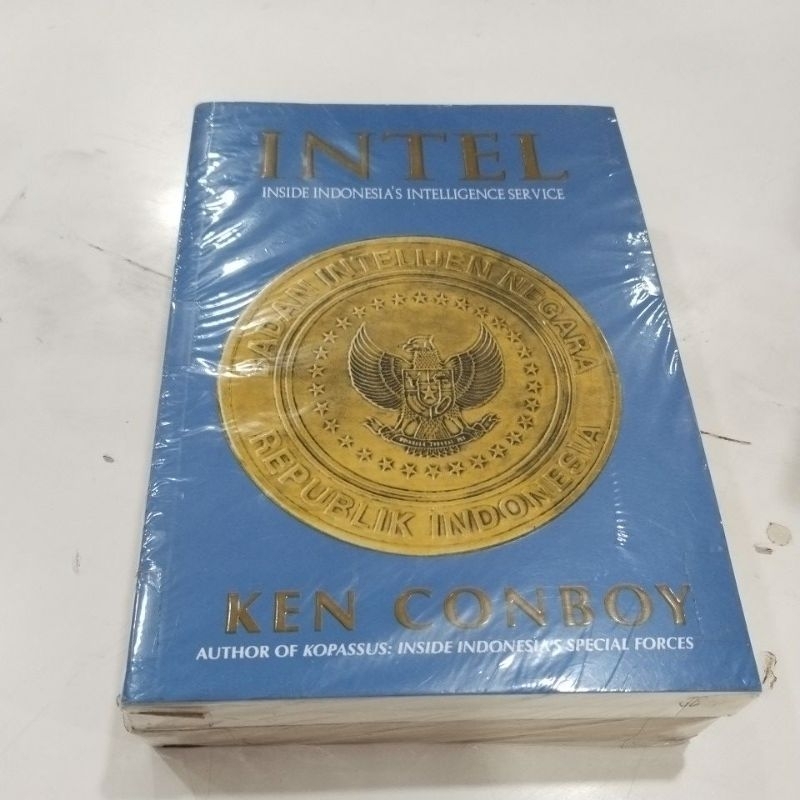 INTEL
INSIDE INDONESIA'S INTELLIGENCE SERVICE
BADAN INTELIJEN NEGARA
REPUBLIK INDONESIA
KEN CONBOY
AUTHOR OF KOPASSUS: INSIDE INDONESIA'S SPECIAL FORCES